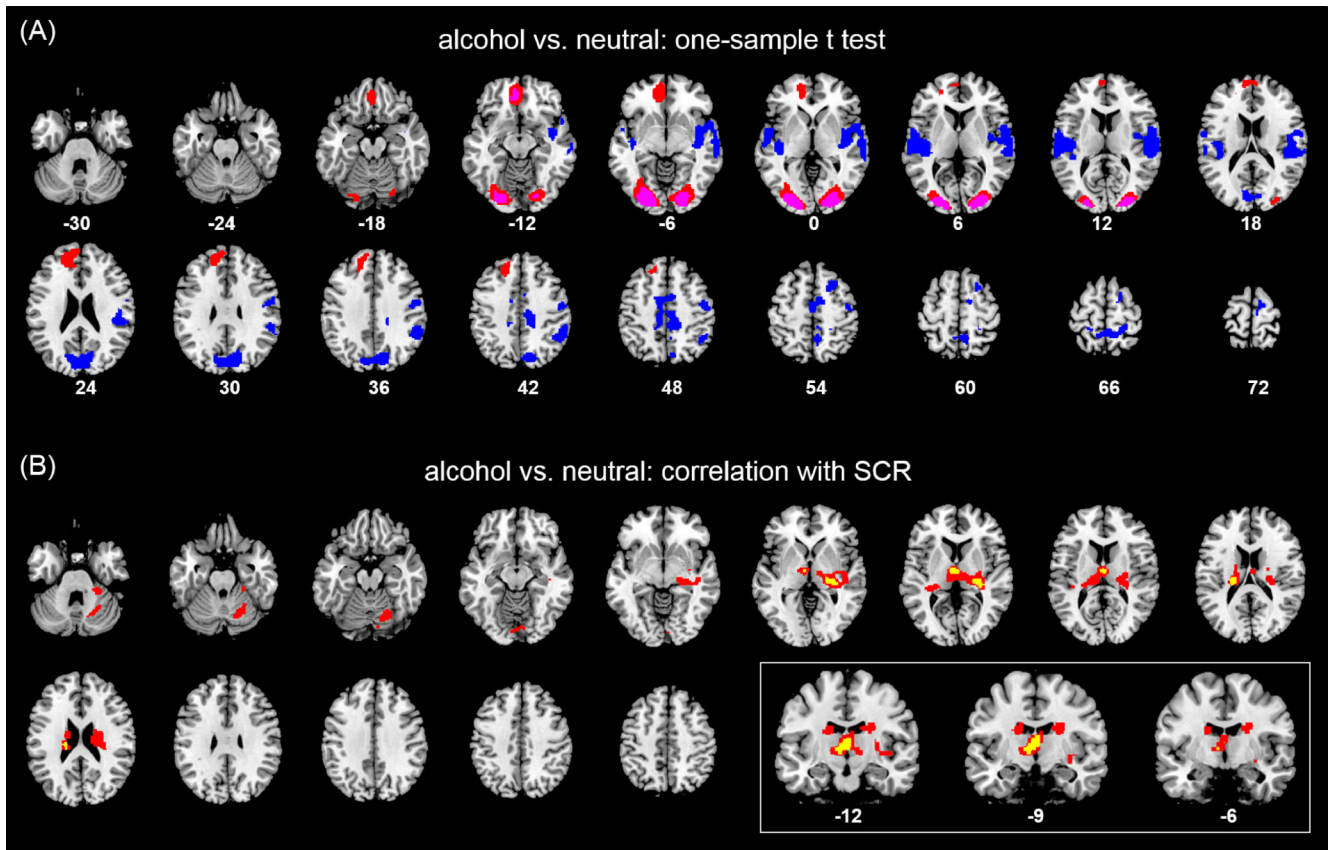 (A)
alcohol vs. neutral: one-sample t test
-30 -24 -18 -12 -6 0 6 12 18
24 30 36 42 48 54 60 66 72
(B)
alcohol vs. neutral: correlation with SCR
-12 -9 -6